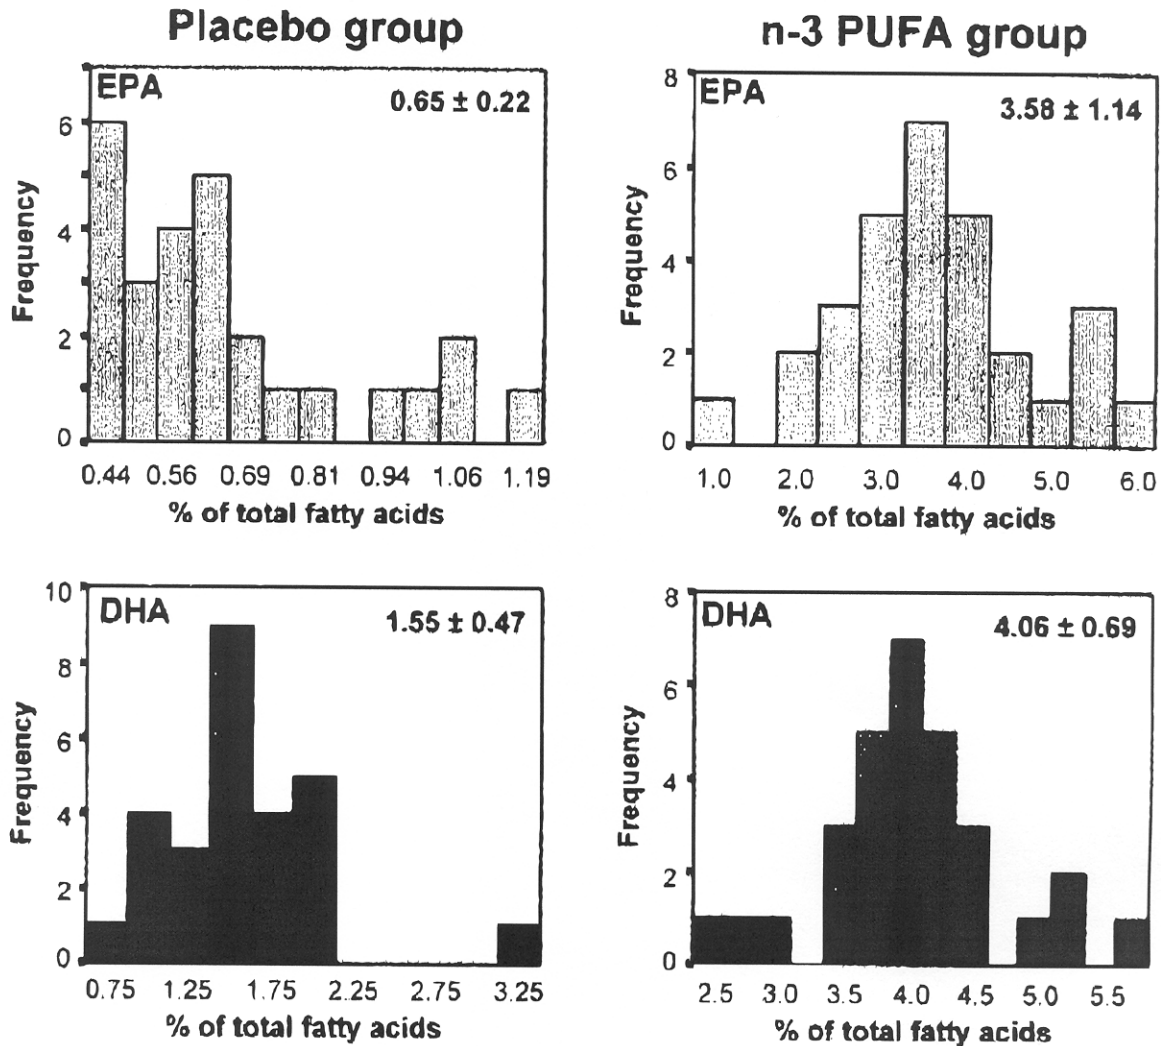 Placebo group
n-3 PUFA group
EPA
0.65 ± 0.22
Frequency
6
4
2
0
0.44 0.56 0.69 0.81 0.94 1.06 1.19
% of total fatty acids
EPA
3.58 ± 1.14
Frequency
8
6
4
2
0
1.0 2.0 3.0 4.0 5.0 6.0
% of total fatty acids
DHA
1.55 ± 0.47
Frequency
10
8
6
4
2
0
0.75 1.25 1.75 2.25 2.75 3.25
% of total fatty acids
DHA
4.06 ± 0.69
Frequency
8
6
4
2
0
2.5 3.0 3.5 4.0 4.5 5.0 5.5
% of total fatty acids